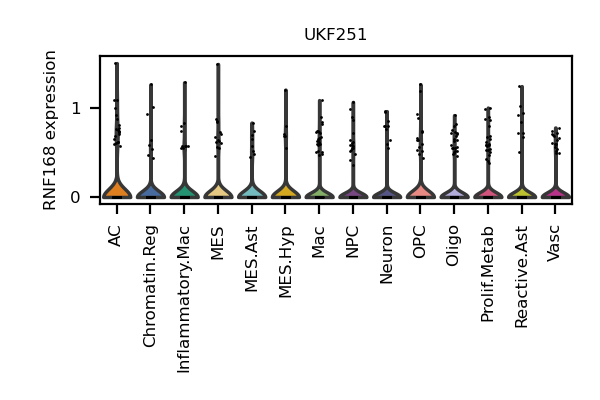 UKF251
RNF168 expression
1
0
AC
Chromatin.Reg
Inflammatory.Mac
MES
MES.Ast
MES.Hyp
Mac
NPC
Neuron
OPC
Oligo
Prolif.Metab
Reactive.Ast
Vasc